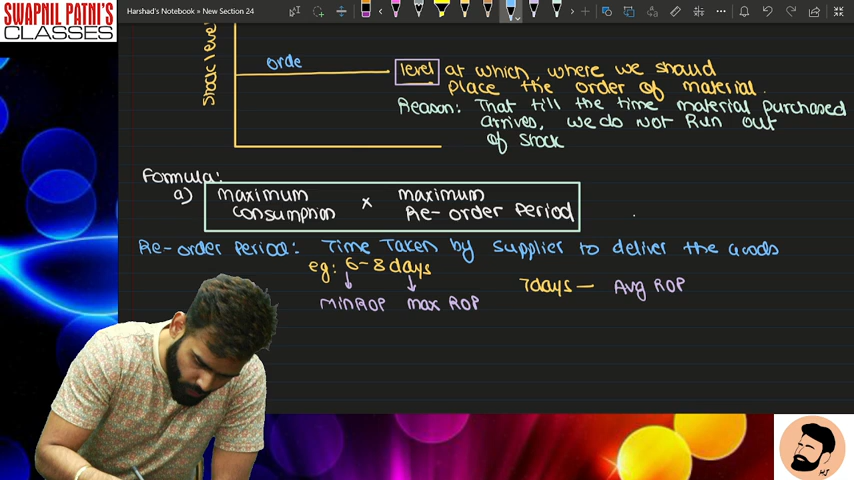 SWAPNIL PATNI'S
CLASSES
Harshad's Notebook » New Section 24
Stock level
orde
level at which, where we should
place the order of material.
Reason: That till the time material purchased
arrives, we do not Run out
of stock
Formula:
a) maximum consumption x maximum Re-order Period
Re-order Period: Time Taken by supplier to deliver the Goods
eg: 6-8 days
7days — Avg ROP
Min ROP max ROP
HS